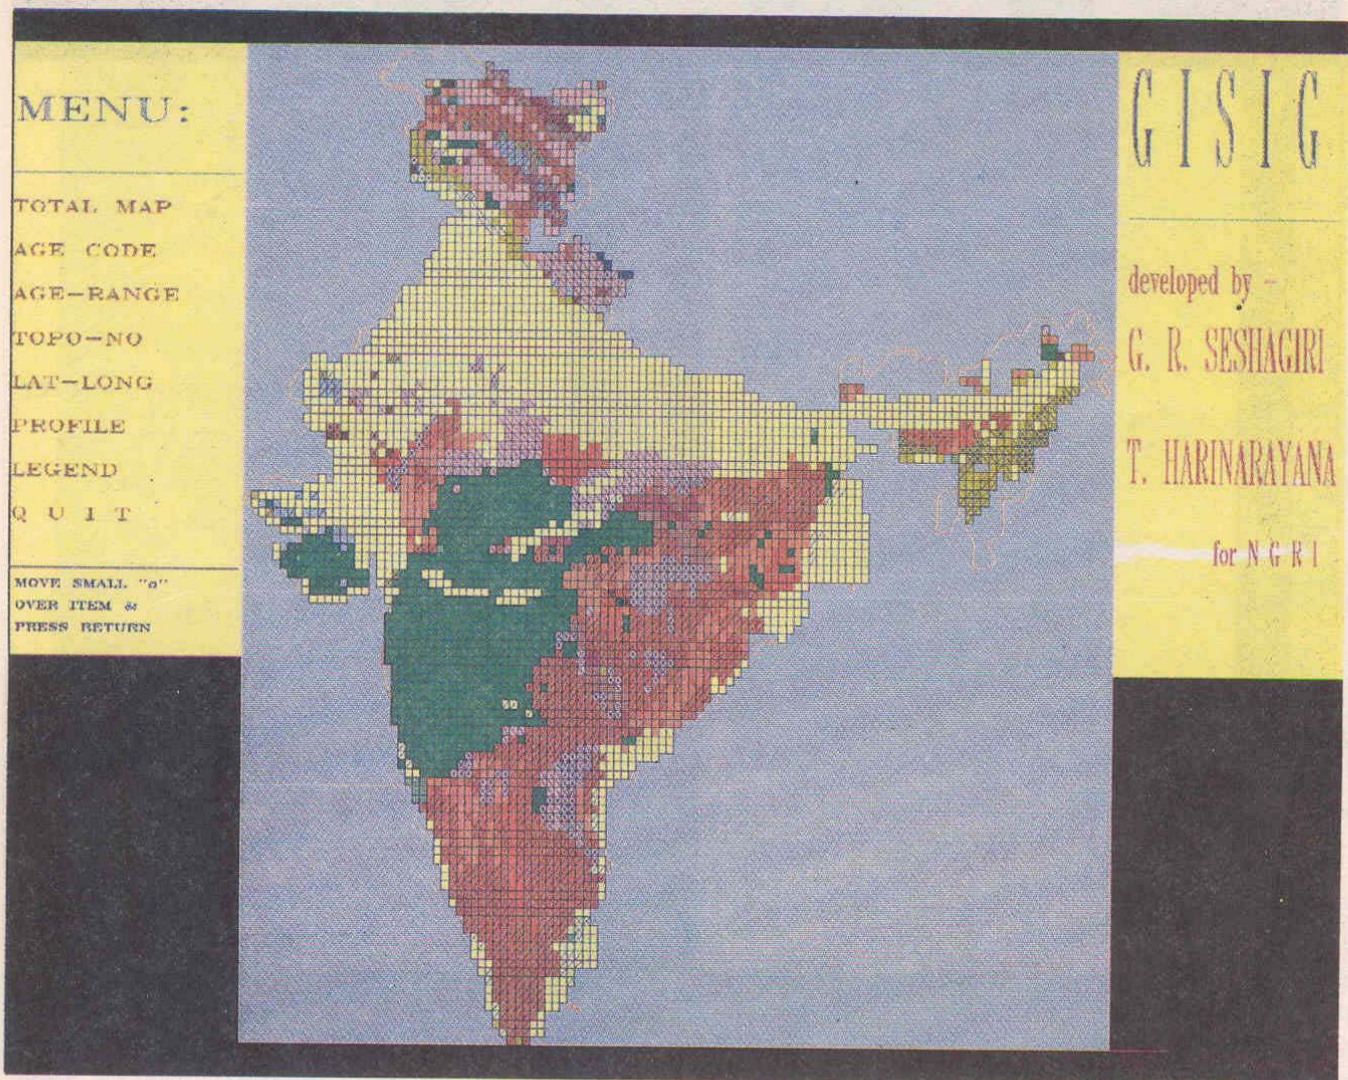 MENU:
TOTAL MAP
AGE CODE
AGE-RANGE
TOPO-NO
LAT-LONG
PROFILE
LEGEND
Q U I T
MOVE SMALL "o"
OVER ITEM &
PRESS RETURN
G I S I G
developed by -
G. R. SESHAGIRI
T. HARINARAYANA
for N G R I